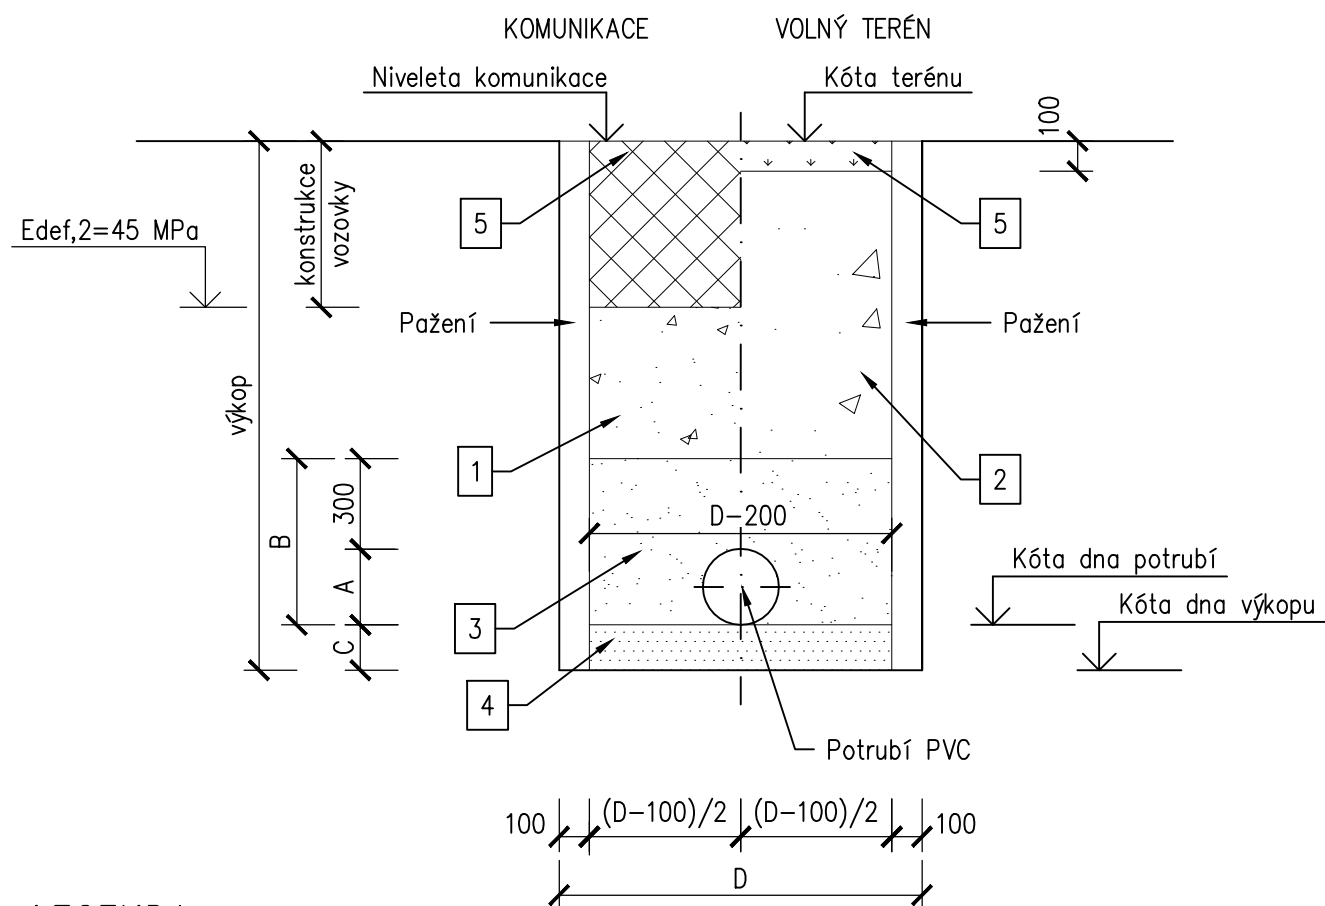 KOMUNIKACE
VOLNÝ TERÉN
Niveleta komunikace
Kóta terénu
100
konstrukce
vozovky
5
5
Edef,2=45 MPa
Pažení
Pažení
výkop
1
2
300
B
D-200
A
Kóta dna potrubí
Kóta dna výkopu
3
C
4
Potrubí PVC
100
(D-100)/2
(D-100)/2
100
D